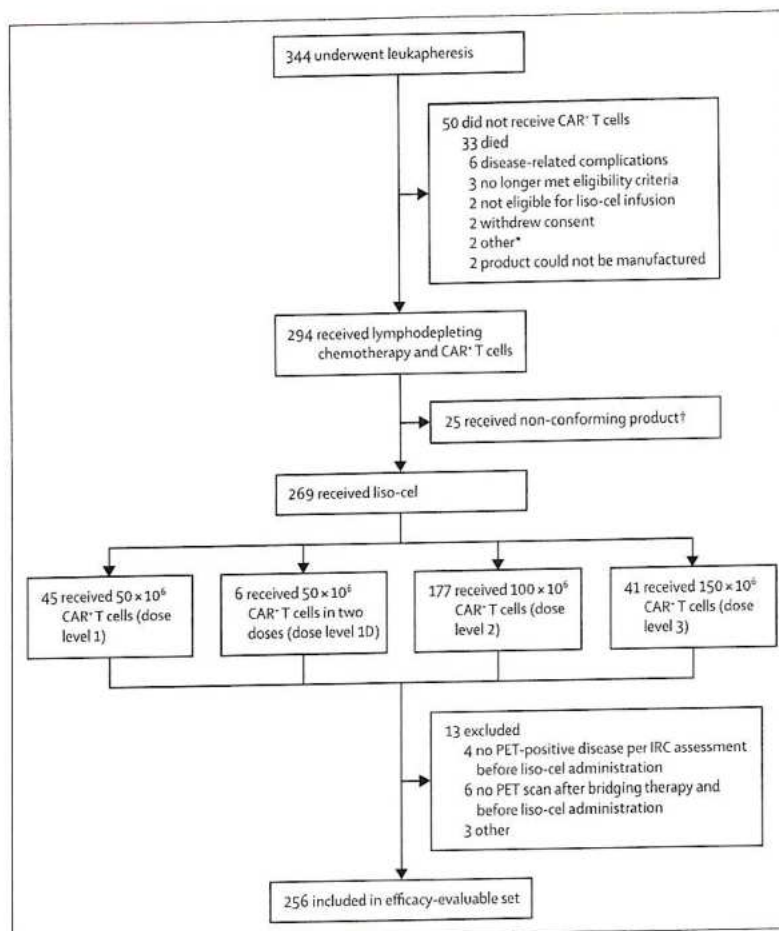 344 underwent leukapheresis
50 did not receive CAR⁺ T cells
33 died
6 disease-related complications
3 no longer met eligibility criteria
2 not eligible for liso-cel infusion
2 withdrew consent
2 other*
2 product could not be manufactured
294 received lymphodepleting
chemotherapy and CAR⁺ T cells
25 received non-conforming product†
269 received liso-cel
45 received 50 × 10⁶
CAR⁺ T cells (dose
level 1)
6 received 50 × 10⁶
CAR⁺ T cells in two
doses (dose level 1D)
177 received 100 × 10⁶
CAR⁺ T cells (dose
level 2)
41 received 150 × 10⁶
CAR⁺ T cells (dose
level 3)
13 excluded
4 no PET-positive disease per IRC assessment
before liso-cel administration
6 no PET scan after bridging therapy and
before liso-cel administration
3 other
256 included in efficacy-evaluable set